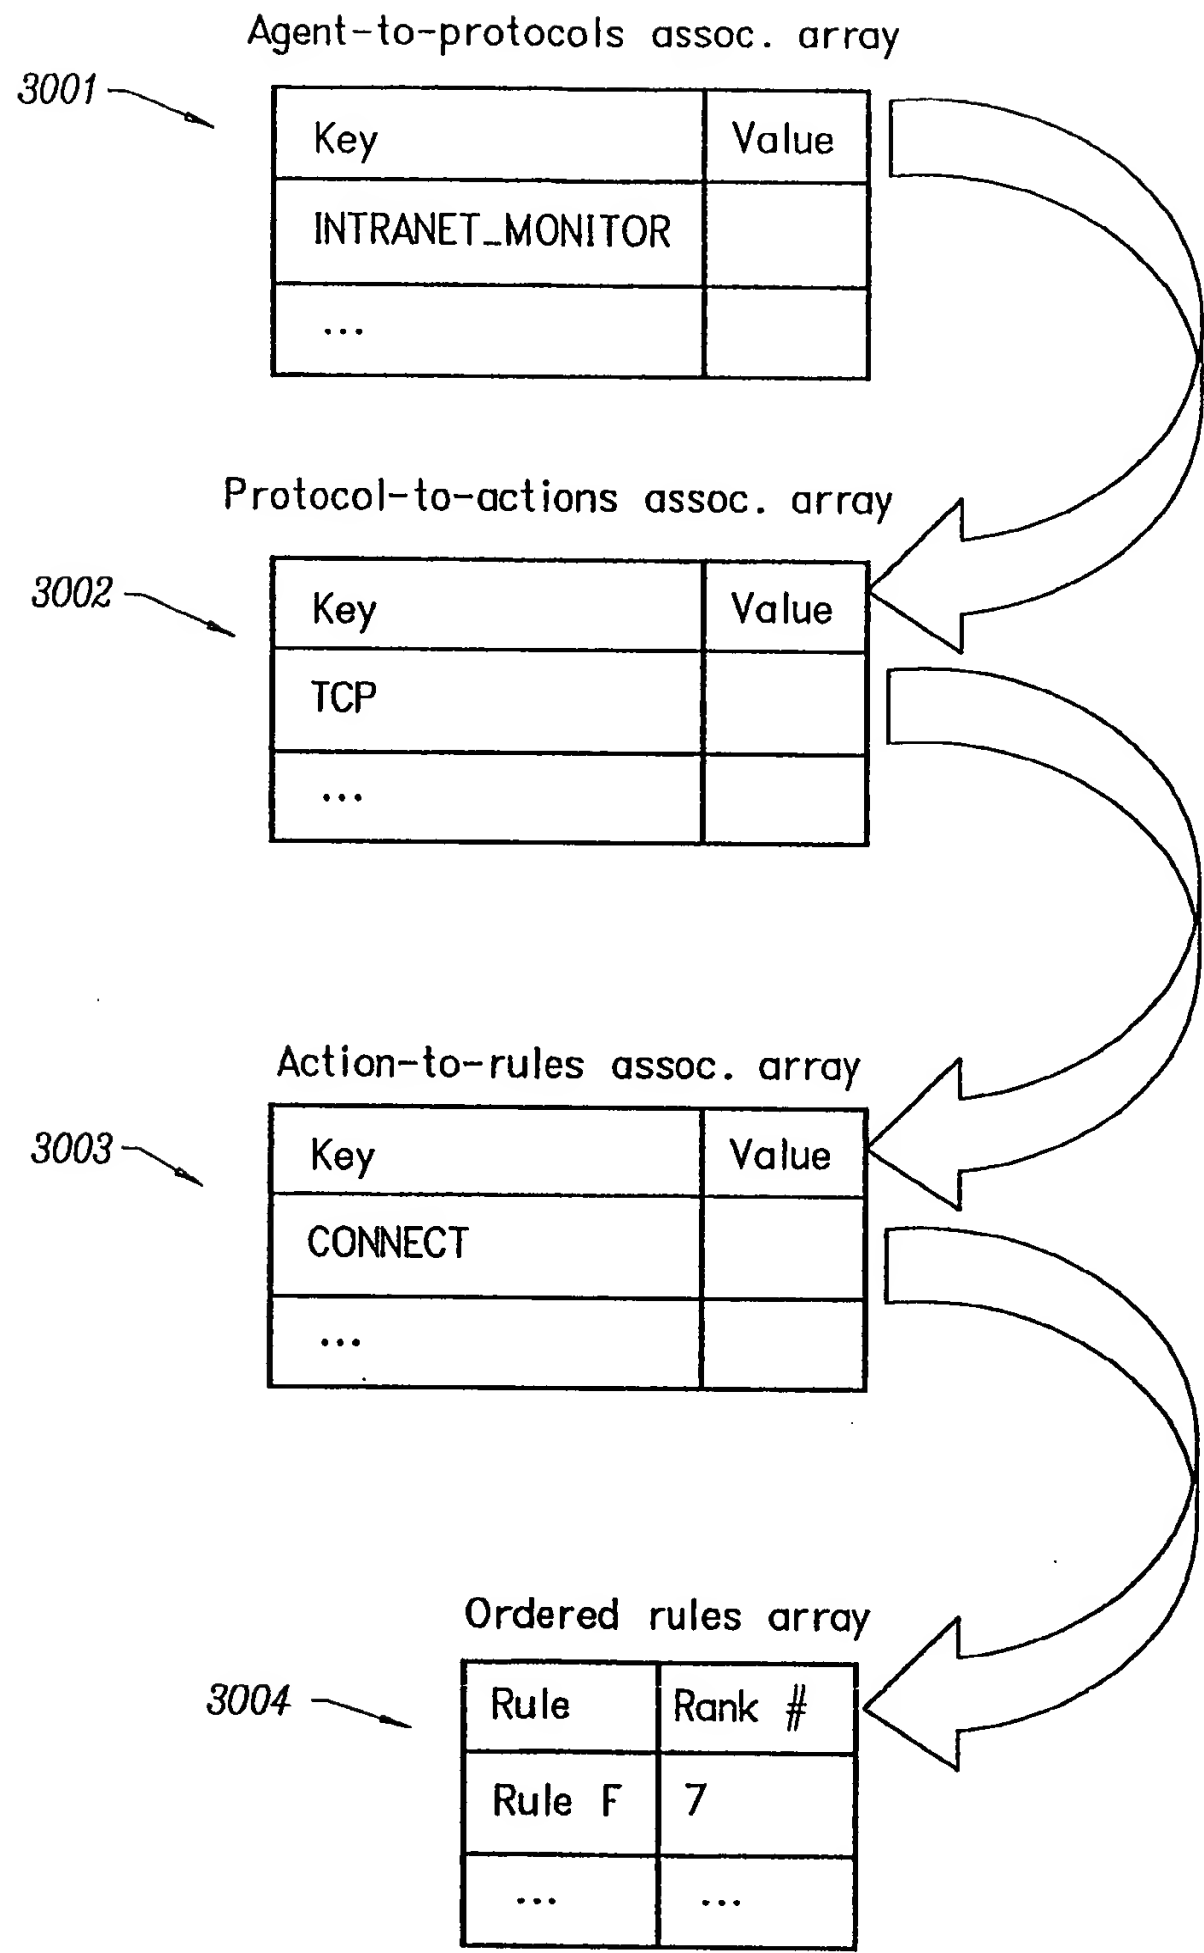 Agent-to-protocols assoc. array
3001
Key Value
INTRANET_MONITOR
...
Protocol-to-actions assoc. array
3002
Key Value
TCP
...
Action-to-rules assoc. array
3003
Key Value
CONNECT
...
Ordered rules array
3004
Rule Rank #
Rule F 7
... ...